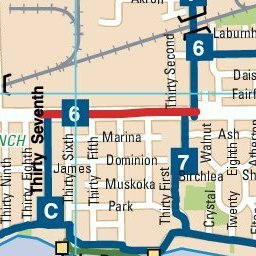 Akron
Laburnh
6
Thirty Second
Dais
Fairf
6
Thirty Seventh
Marina
Walnut
Ash
Thirty Ninth
Thirty Eighth
Thirty Sixth
Thirty Fifth
Dominion
7
James
Muskoka
Thirty First
Birchlea
C
Park
Crystal
Twenty
Eighth